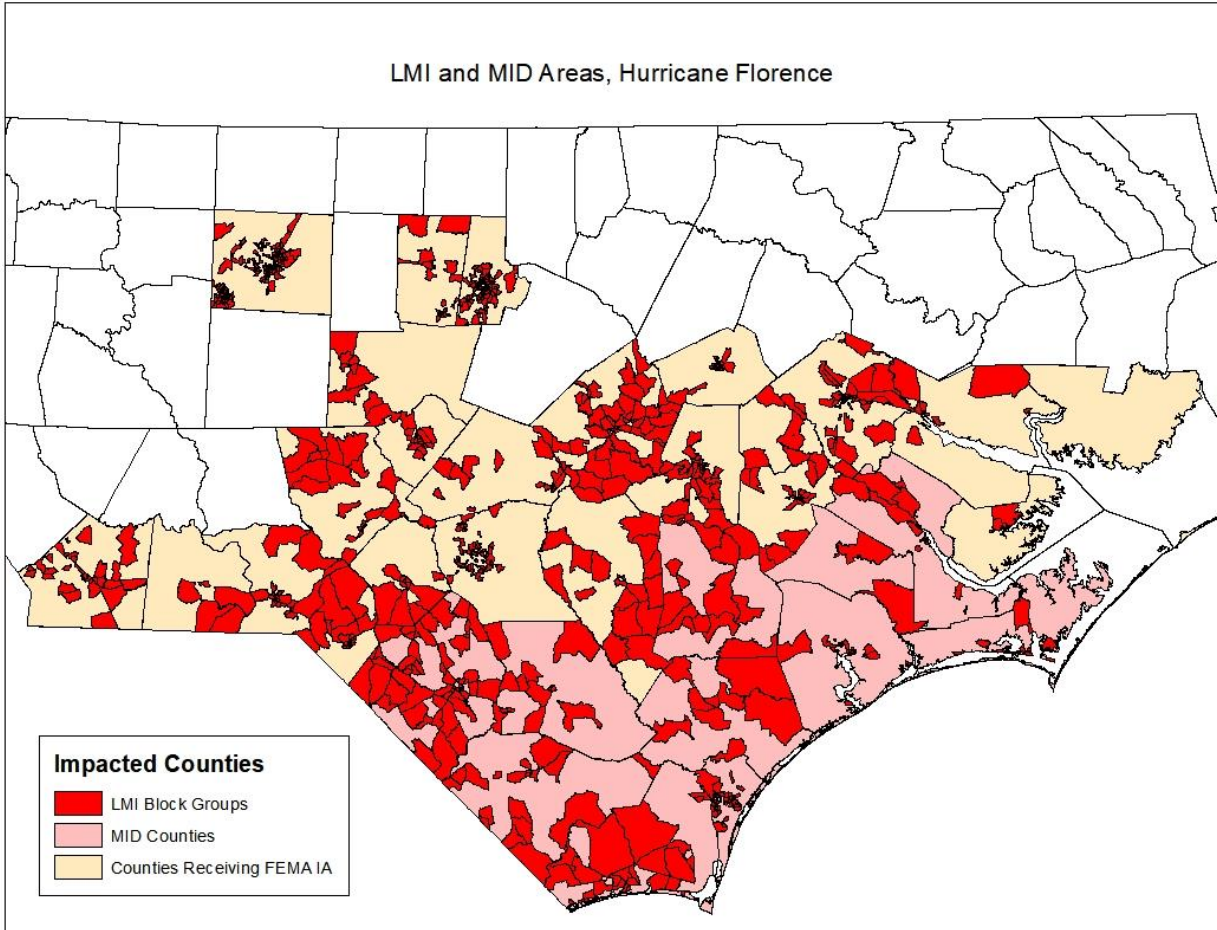 LMI and MID Areas, Hurricane Florence
Impacted Counties
LMI Block Groups
MID Counties
Counties Receiving FEMA IA